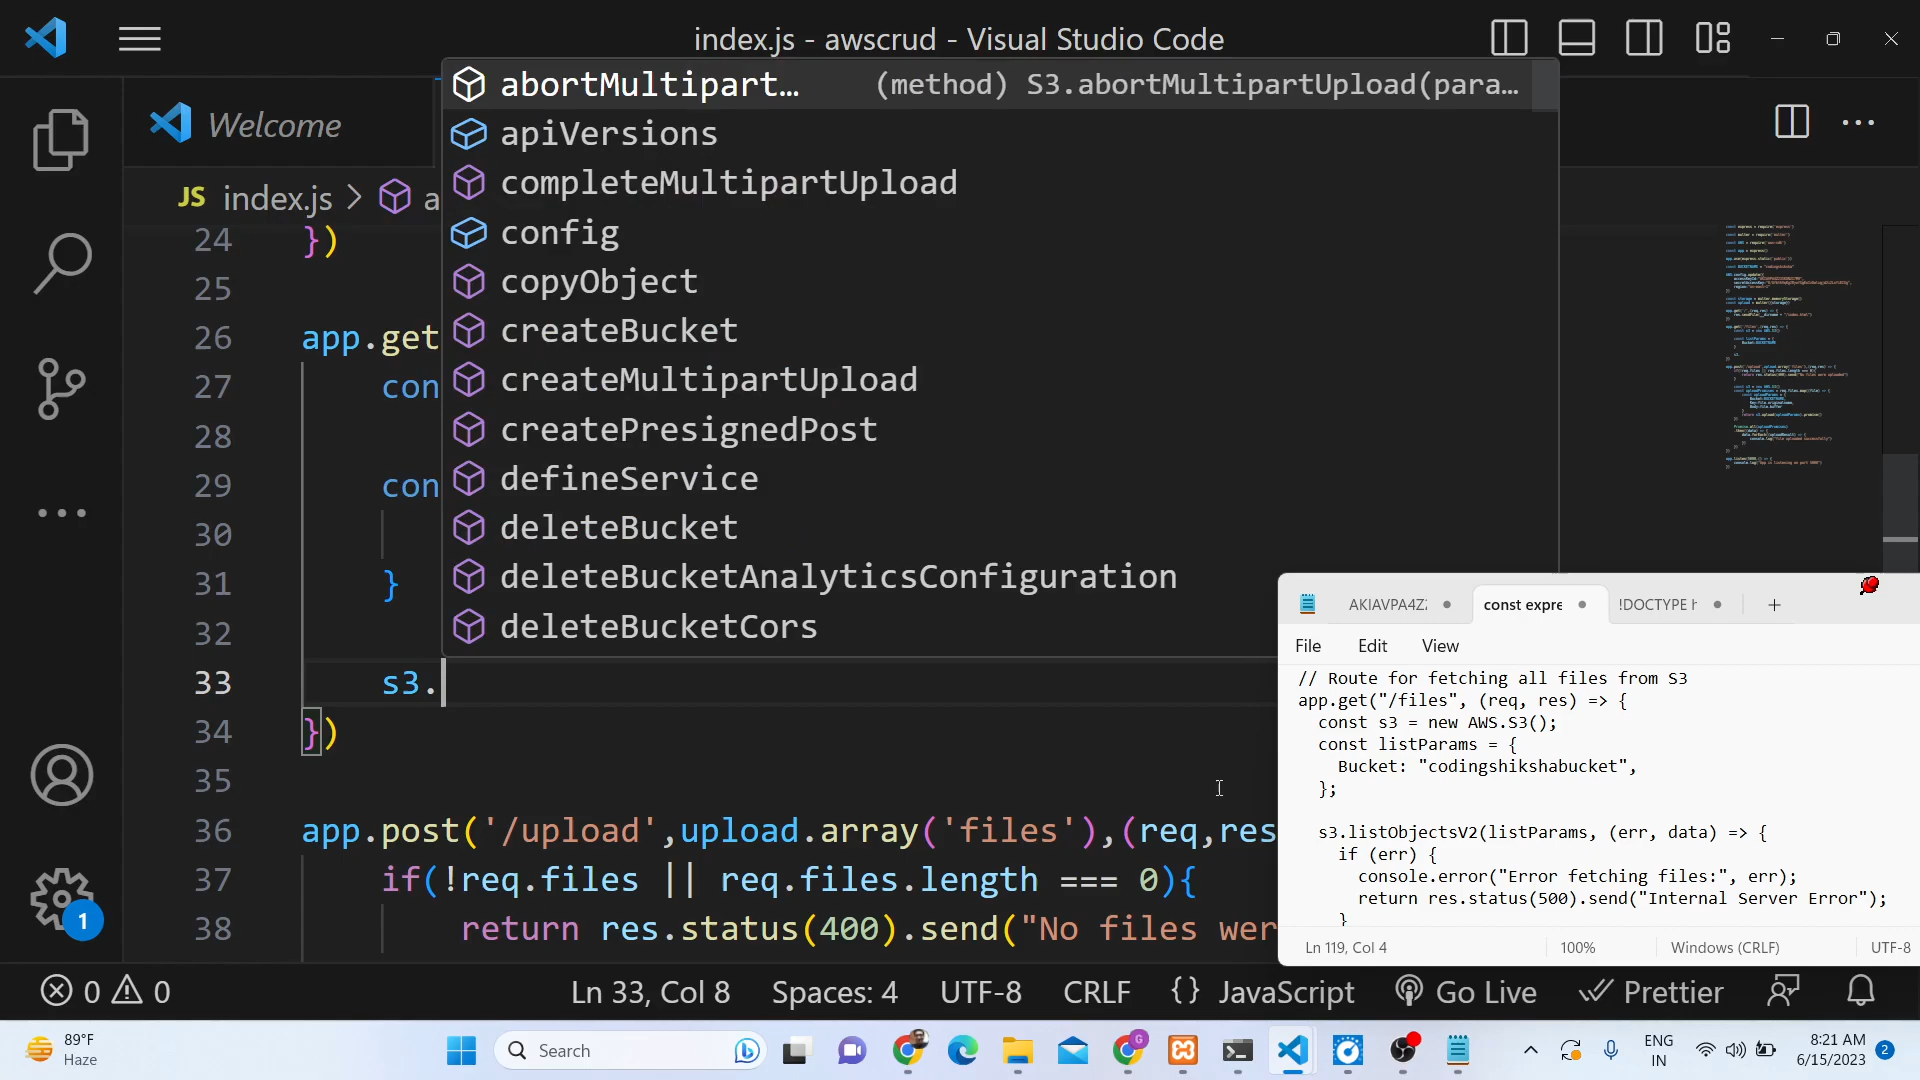 index.js - awscrud - Visual Studio Code
Welcome
abortMultipart… (method) S3.abortMultipartUpload(para…
apiVersions
completeMultipartUpload
config
copyObject
createBucket
createMultipartUpload
createPresignedPost
defineService
deleteBucket
deleteBucketAnalyticsConfiguration
deleteBucketCors
JS index.js > a
24 })
25
26 app.get
27 con
28
29 con
30
31 }
32
33 s3.
34 })
35
36 app.post('/upload',upload.array('files'),(req,res
37 if(!req.files || req.files.length === 0){
38 return res.status(400).send("No files wer
AKIAVPA4Z
const expre
!DOCTYPE h
File Edit View
// Route for fetching all files from S3
app.get("/files", (req, res) => {
const s3 = new AWS.S3();
const listParams = {
Bucket: "codingshikshabucket",
};
s3.listObjectsV2(listParams, (err, data) => {
if (err) {
console.error("Error fetching files:", err);
return res.status(500).send("Internal Server Error");
}
Ln 119, Col 4 100% Windows (CRLF) UTF-8
1
0 0 Ln 33, Col 8 Spaces: 4 UTF-8 CRLF {} JavaScript Go Live Prettier
89°F
Haze
Search
G
ENG
IN
8:21 AM
6/15/2023
2